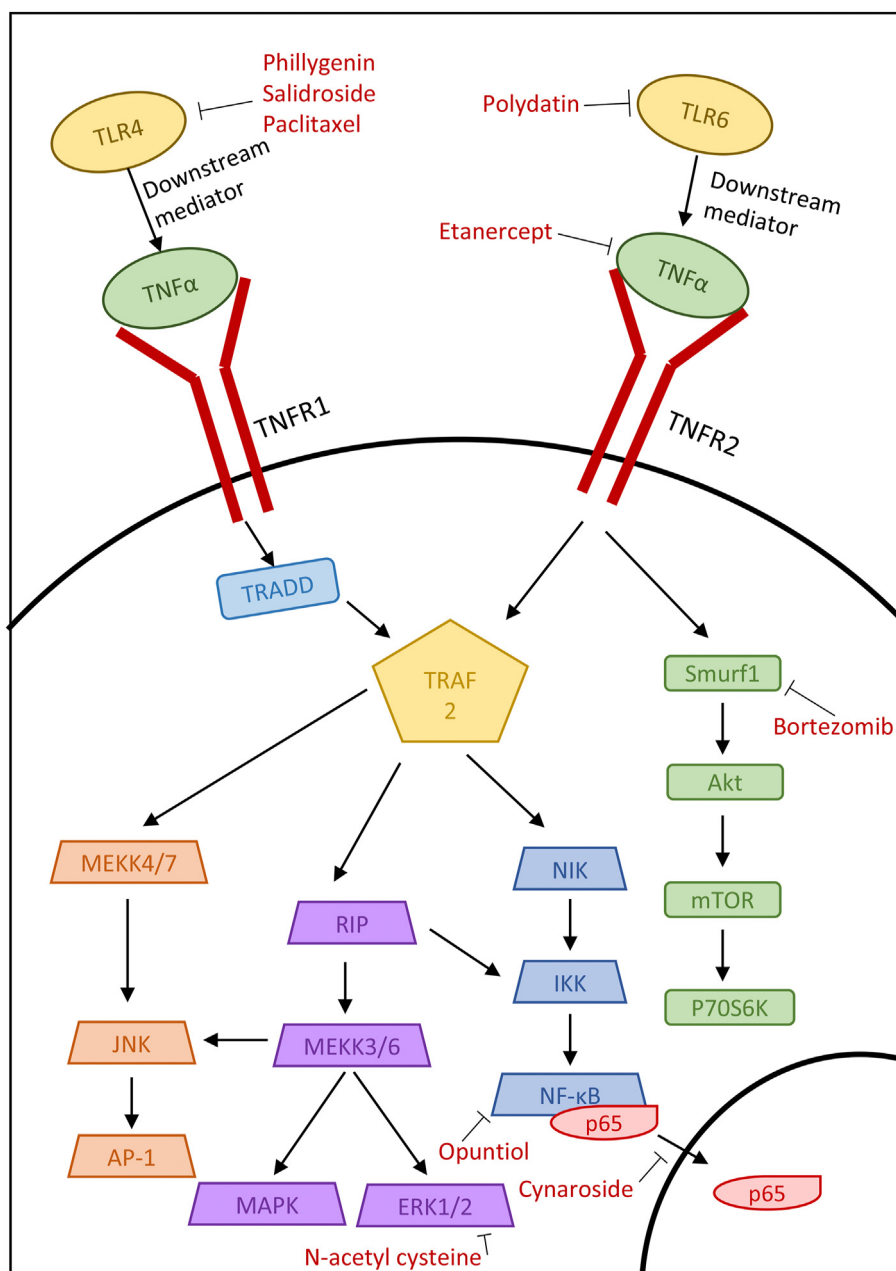 Phillygenin
Salidroside
Paclitaxel
TLR4
Polydatin
TLR6
Downstream
mediator
Downstream
mediator
Etanercept
TNFα
TNFα
TNFR1
TNFR2
TRADD
TRAF
2
Smurf1
Bortezomib
Akt
MEKK4/7
NIK
mTOR
RIP
IKK
P70S6K
JNK
MEKK3/6
NF-κB
p65
AP-1
Opuntiol
Cynaroside
p65
MAPK
ERK1/2
N-acetyl cysteine